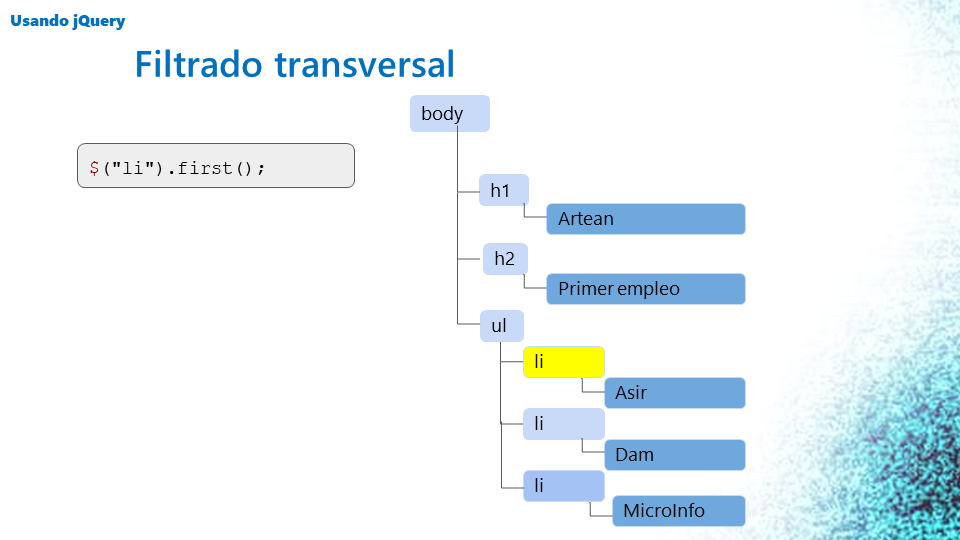 Usando jQuery
Filtrado transversal
$("li").first();
body
h1
Artean
h2
Primer empleo
ul
li
Asir
li
Dam
li
MicroInfo